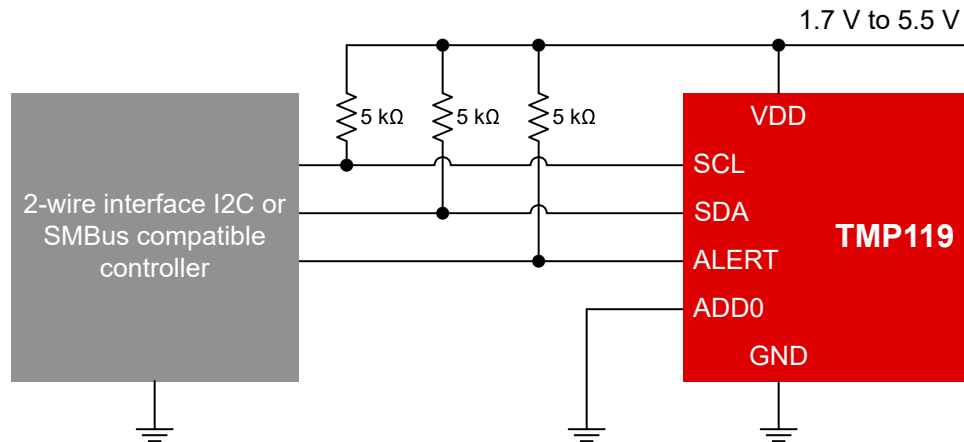 1.7 V to 5.5 V
5 kΩ
5 kΩ
5 kΩ
VDD
SCL
2-wire interface I2C or
SMBus compatible
controller
SDA
TMP119
ALERT
ADD0
GND